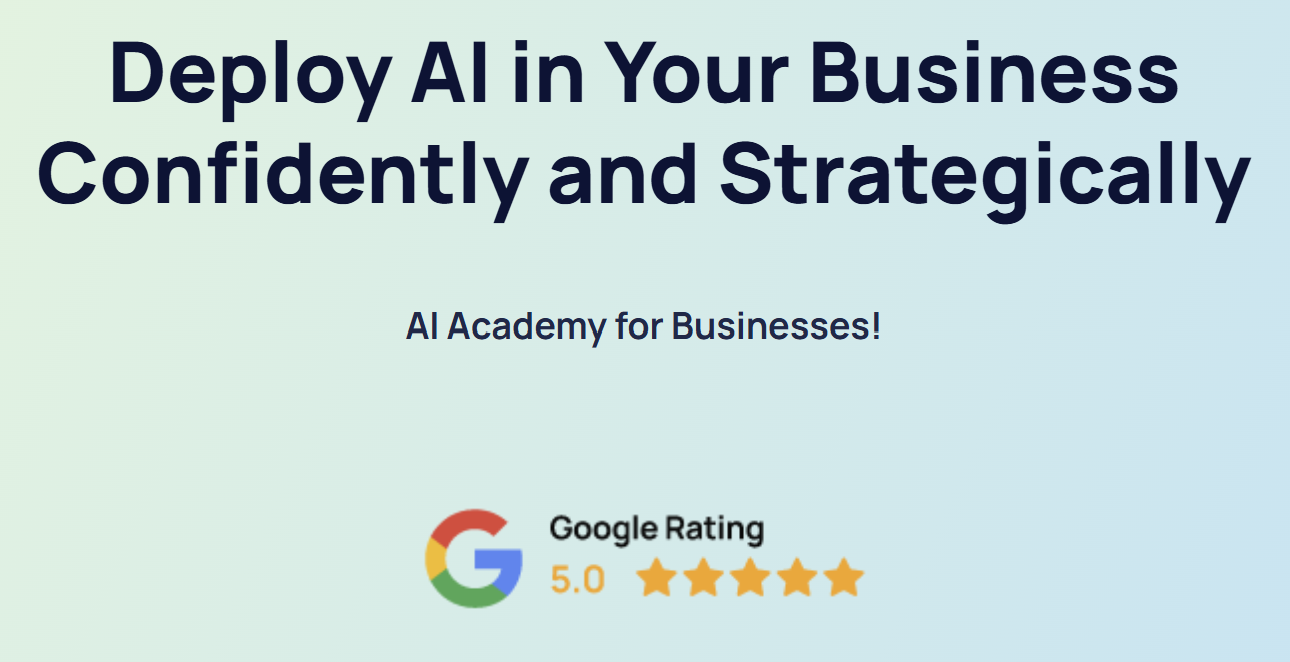 Deploy AI in Your Business
Confidently and Strategically
AI Academy for Businesses!
Google Rating
5.0